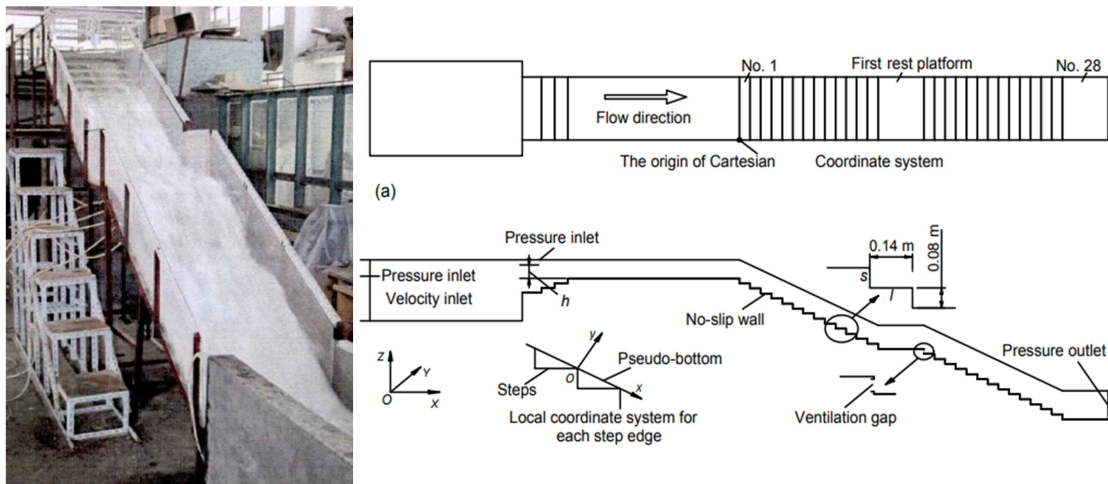 No. 1
First rest platform
No. 28
Flow direction
The origin of Cartesian
Coordinate system
(a)
Pressure inlet
Pressure inlet
Velocity inlet
h
No-slip wall
s
0.14 m
0.08 m
l
Z
Y
O
X
Steps
y
O
x
Pseudo-bottom
Local coordinate system for
each step edge
Ventilation gap
Pressure outlet